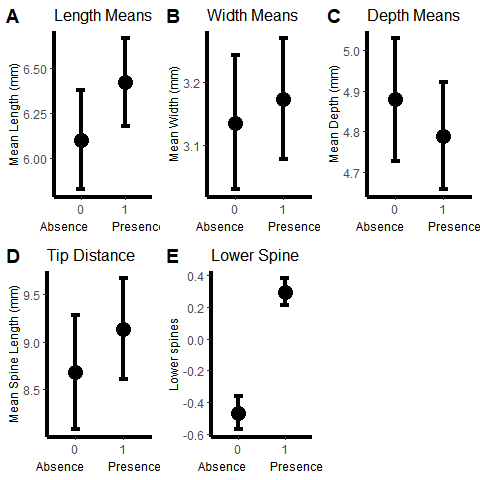 A Length Means
Mean Length (mm)
6.50
6.25
6.00
0 1
Absence Presence
B Width Means
Mean Width (mm)
3.2
3.1
0 1
Absence Presence
C Depth Means
Mean Depth (mm)
5.0
4.9
4.8
4.7
0 1
Absence Presence
D Tip Distance
Mean Spine Length (mm)
9.5
9.0
8.5
0 1
Absence Presence
E Lower Spine
Lower spines
0.4
0.2
0.0
-0.2
-0.4
-0.6
0 1
Absence Presence